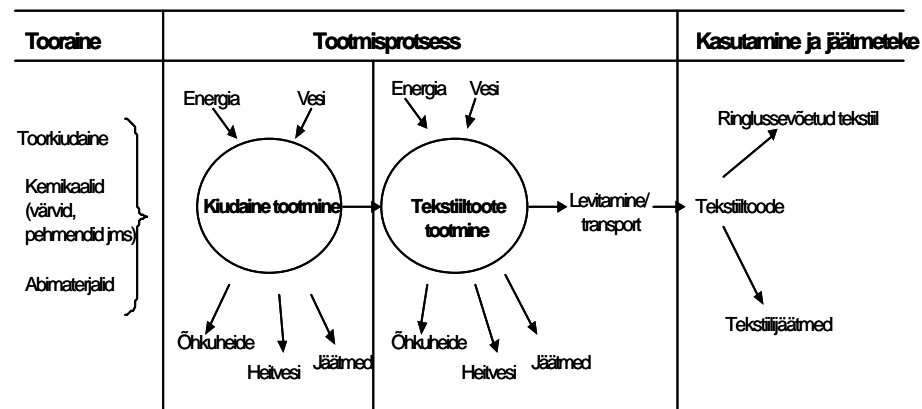 Tooraine
Tootmisprotsess
Kasutamine ja jäätmeteke
Toorkiudaine
Kemikaalid
(värvid,
pehmendid jms)
Abimaterjalid
Energia
Vesi
Kiudaine tootmine
Õhkuheide
Heitvesi
Jäätmed
Energia
Vesi
Tekstiiltoote
tootmine
Õhkuheide
Heitvesi
Jäätmed
Levitamine/
transport
Ringlussevõetud tekstiil
Tekstiiltoode
Tekstiilijäätmed